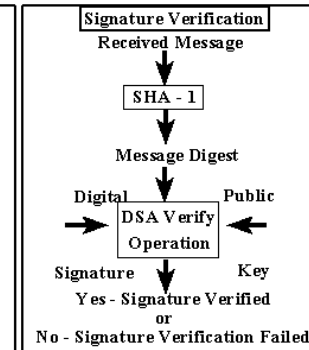 Signature Verification
Received Message
SHA - 1
Message Digest
Digital Public
DSA Verify
Operation
Signature Key
Yes - Signature Verified
or
No - Signature Verification Failed